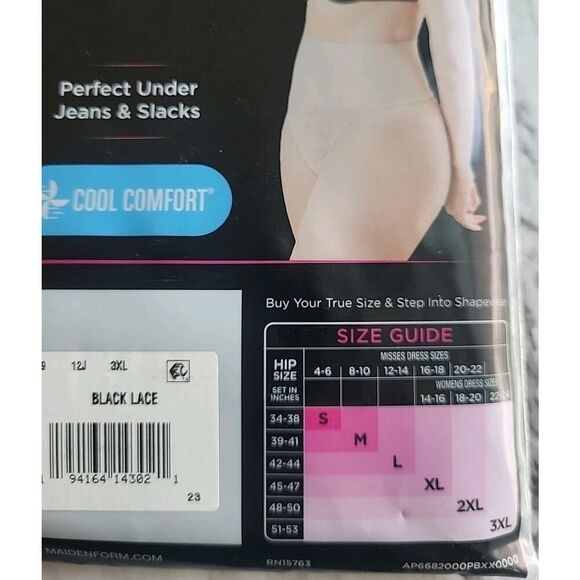 Perfect Under
Jeans & Slacks
COOL COMFORT®
Buy Your True Size & Step Into Shapewear
SIZE GUIDE
HIP SIZE
SET IN INCHES
MISSES DRESS SIZES
4-6 8-10 12-14 16-18 20-22
WOMENS DRESS SIZES
14-16 18-20 22-24
34-38 S
39-41 M
42-44 L
45-47 XL
48-50 2XL
51-53 3XL
9 12J 3XL
BLACK LACE
94164 14302 1
23
MAIDENFORM.COM
RN15763
AP6682000PBXX0000